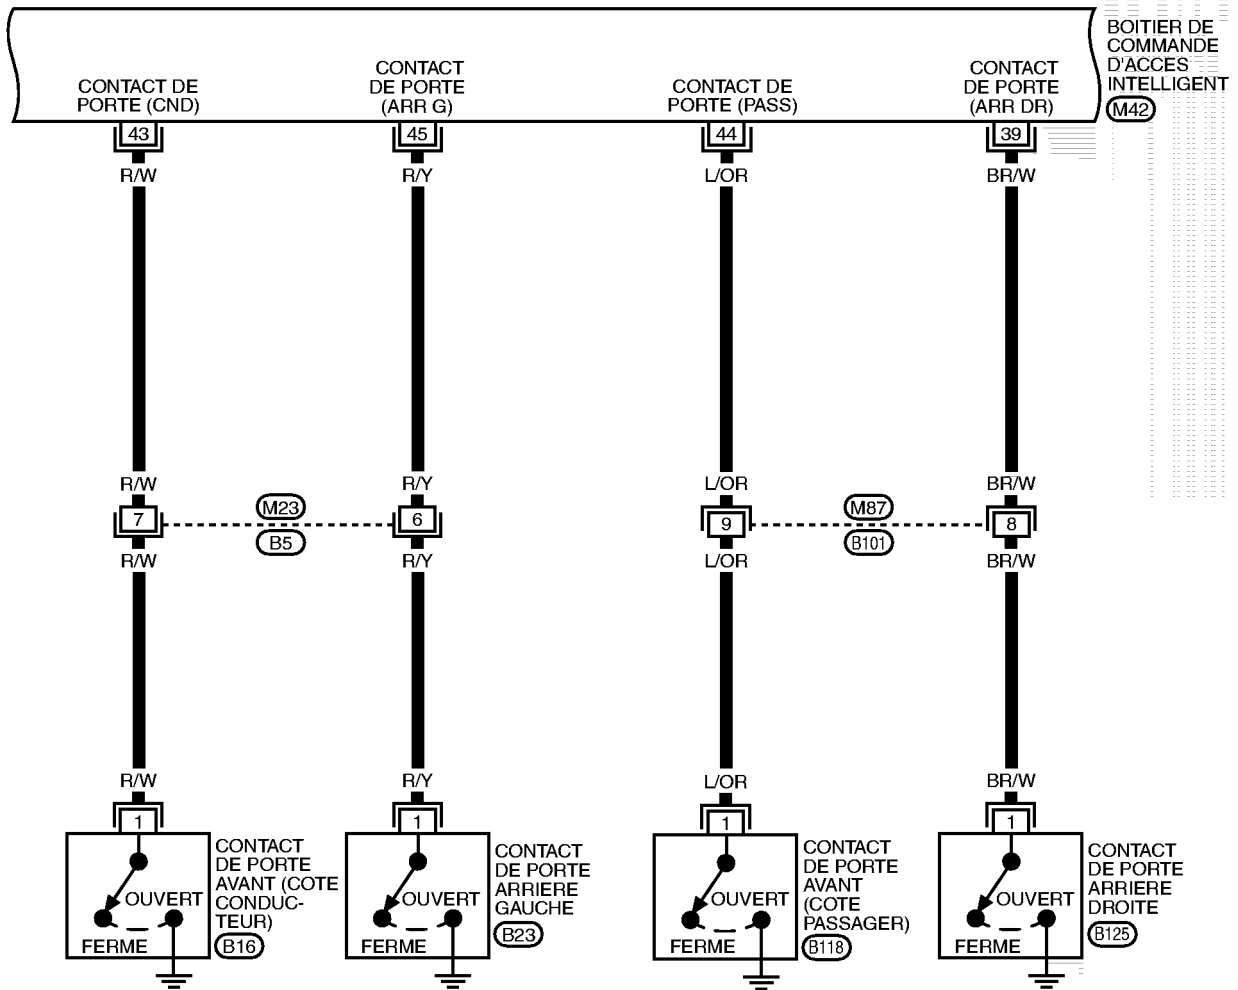 BOITIER DE
COMMANDE
D'ACCES
INTELLIGENT
M42
CONTACT DE
PORTE (CND)
CONTACT
DE PORTE
(ARR G)
CONTACT DE
PORTE (PASS)
CONTACT
DE PORTE
(ARR DR)
43
45
44
39
R/W
R/Y
L/OR
BR/W
R/W
R/Y
L/OR
BR/W
7
M23
B5
6
9
M87
B101
8
R/W
R/Y
L/OR
BR/W
R/W
R/Y
L/OR
BR/W
1
1
1
1
OUVERT
FERME
CONTACT
DE PORTE
AVANT (COTE
CONDUC-
TEUR)
B16
OUVERT
FERME
CONTACT
DE PORTE
ARRIERE
GAUCHE
B23
OUVERT
FERME
CONTACT
DE PORTE
AVANT
(COTE
PASSAGER)
B118
OUVERT
FERME
CONTACT
DE PORTE
ARRIERE
DROITE
B125